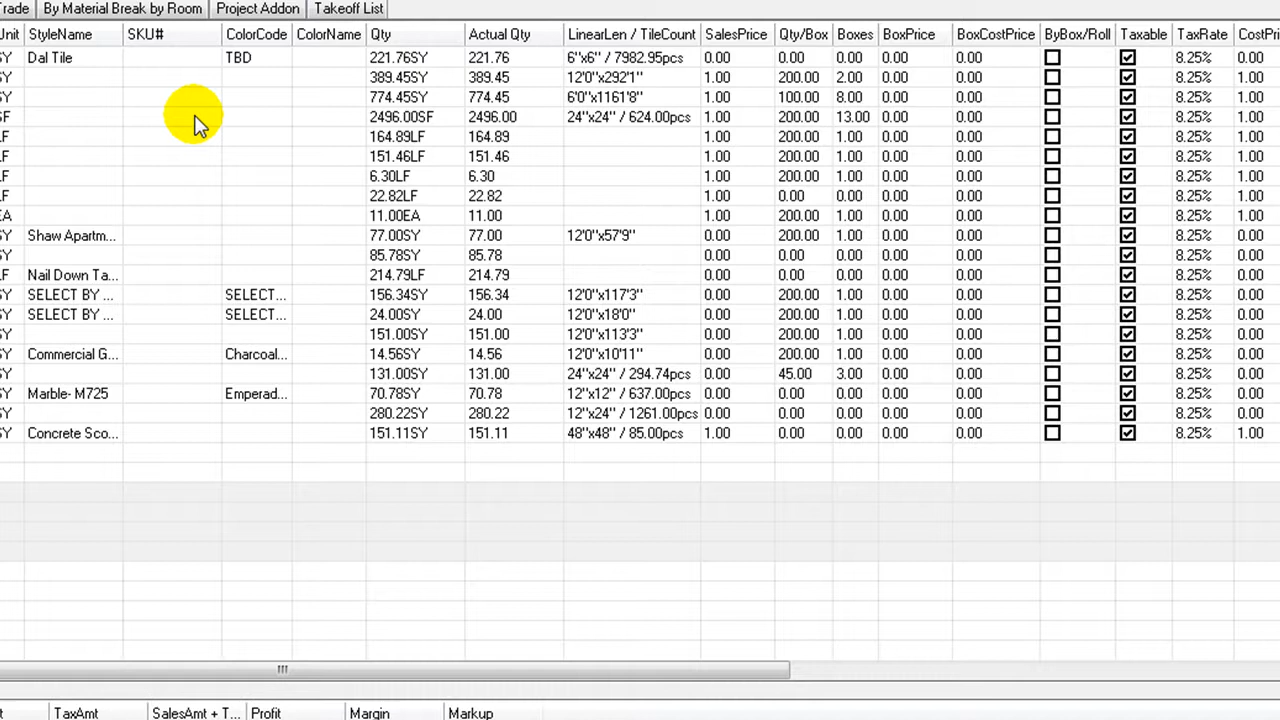 Trade By Material Break by Room Project Addon Takeoff List
Unit StyleName SKU# ColorCode ColorName Qty Actual Qty LinearLen / TileCount SalesPrice Qty/Box Boxes BoxPrice BoxCostPrice ByBox/Roll Taxable TaxRate CostPri
SY Dal Tile TBD 221.76SY 221.76 6"x6" / 7982.95pcs 0.00 0.00 0.00 0.00 0.00 8.25% 0.00
SY 389.45SY 389.45 12'0"x292'1" 1.00 200.00 2.00 0.00 0.00 8.25% 1.00
SY 774.45SY 774.45 6'0"x1161'8" 1.00 100.00 8.00 0.00 0.00 8.25% 1.00
SF 2496.00SF 2496.00 24"x24" / 624.00pcs 1.00 200.00 13.00 0.00 0.00 8.25% 1.00
LF 164.89LF 164.89 1.00 200.00 1.00 0.00 0.00 8.25% 1.00
LF 151.46LF 151.46 1.00 200.00 1.00 0.00 0.00 8.25% 1.00
LF 6.30LF 6.30 1.00 200.00 1.00 0.00 0.00 8.25% 1.00
LF 22.82LF 22.82 1.00 0.00 0.00 0.00 0.00 8.25% 1.00
EA 11.00EA 11.00 1.00 200.00 1.00 0.00 0.00 8.25% 1.00
SY Shaw Apartm... 77.00SY 77.00 12'0"x57'9" 0.00 200.00 1.00 0.00 0.00 8.25% 0.00
SY 85.78SY 85.78 0.00 0.00 0.00 0.00 0.00 8.25% 0.00
LF Nail Down Ta... 214.79LF 214.79 0.00 0.00 0.00 0.00 0.00 8.25% 0.00
SY SELECT BY ... SELECT... 156.34SY 156.34 12'0"x117'3" 0.00 200.00 1.00 0.00 0.00 8.25% 0.00
SY SELECT BY ... SELECT... 24.00SY 24.00 12'0"x18'0" 0.00 200.00 1.00 0.00 0.00 8.25% 0.00
SY 151.00SY 151.00 12'0"x113'3" 0.00 200.00 1.00 0.00 0.00 8.25% 0.00
SY Commercial G... Charcoal... 14.56SY 14.56 12'0"x10'11" 0.00 200.00 1.00 0.00 0.00 8.25% 0.00
SY 131.00SY 131.00 24"x24" / 294.74pcs 0.00 45.00 3.00 0.00 0.00 8.25% 0.00
SY Marble- M725 Emperad... 70.78SY 70.78 12"x12" / 637.00pcs 0.00 0.00 0.00 0.00 0.00 8.25% 0.00
SY 280.22SY 280.22 12"x24" / 1261.00pcs 0.00 0.00 0.00 0.00 0.00 8.25% 0.00
SY Concrete Sco... 151.11SY 151.11 48"x48" / 85.00pcs 1.00 0.00 0.00 0.00 0.00 8.25% 1.00
t TaxAmt SalesAmt + T... Profit Margin Markup